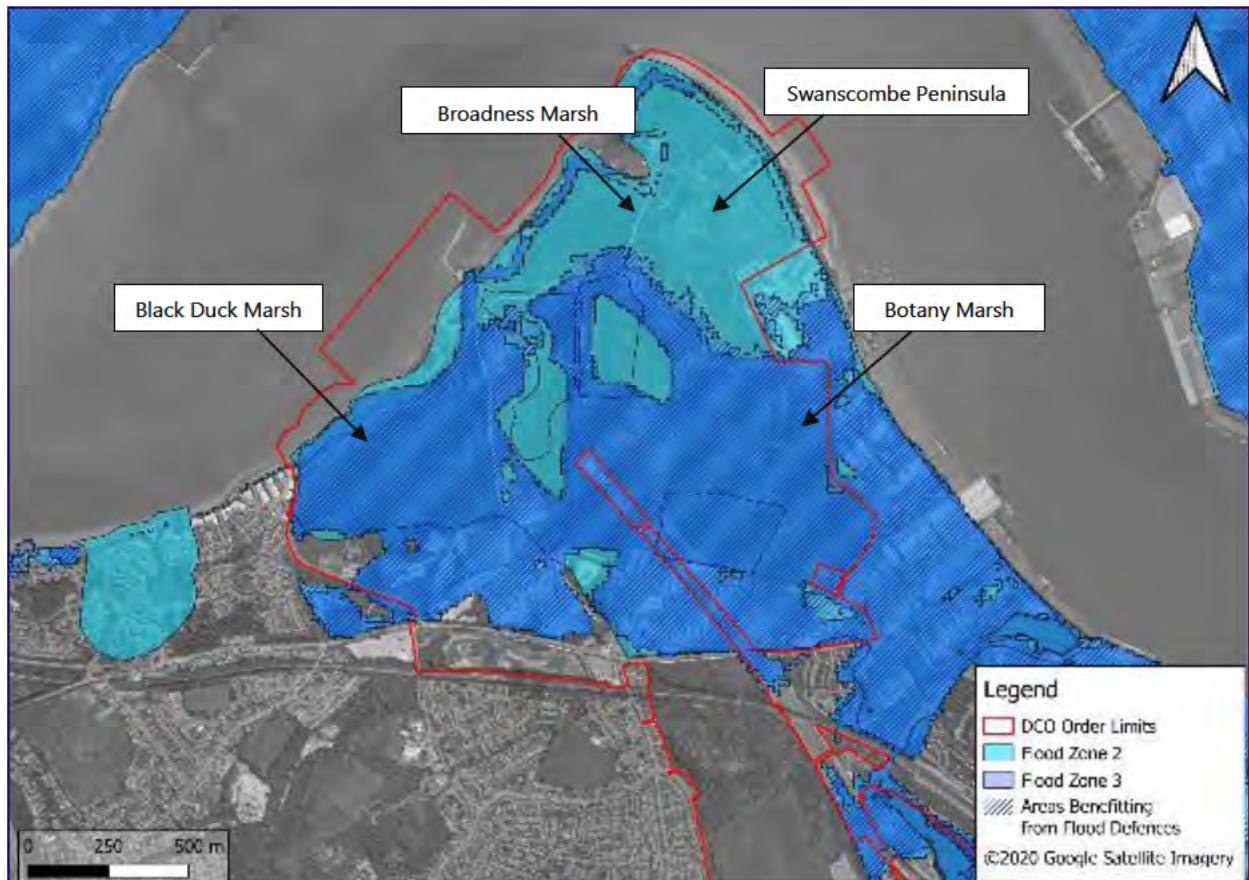 Broadness Marsh
Swanscombe Peninsula
Black Duck Marsh
Botany Marsh
Legend
DCO Order Limits
Flood Zone 2
Flood Zone 3
Areas Benefitting
from Flood Defences
©2020 Google Satellite Imagery
0 250 500 m